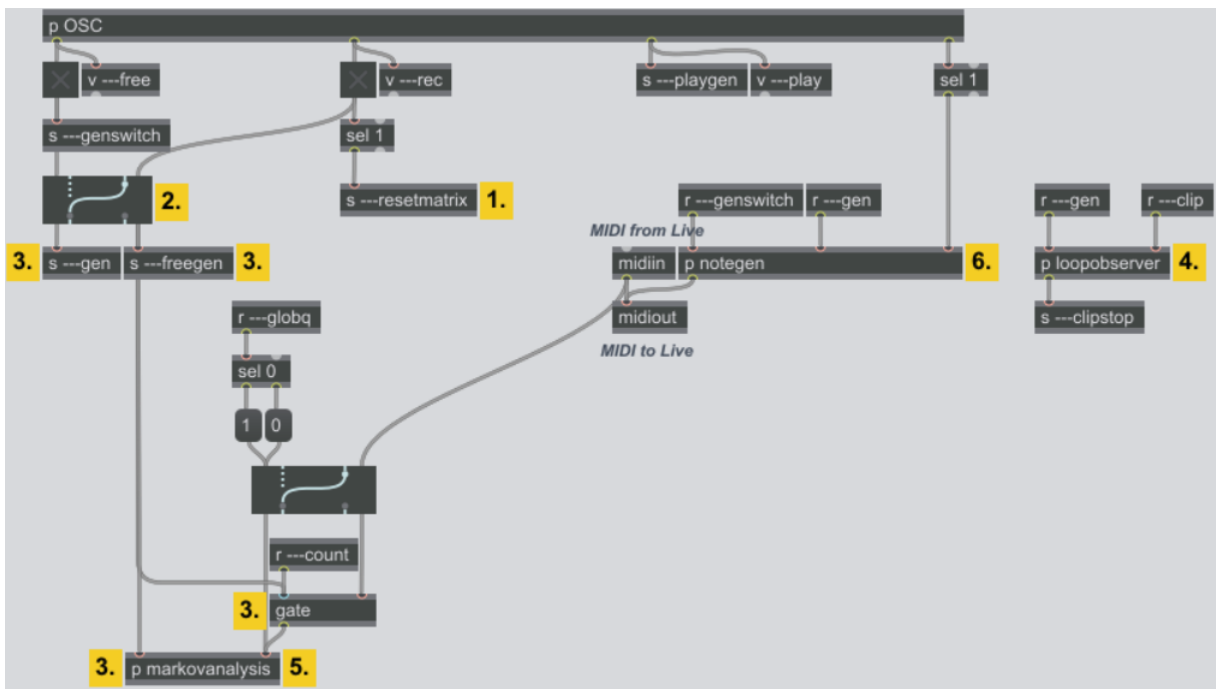 p OSC
v ---free
v ---rec
s ---playgen
v ---play
sel 1
s ---genswitch
sel 1
2.
s ---resetmatrix
1.
r ---genswitch
r ---gen
r ---gen
r ---clip
MIDI from Live
3.
s ---gen
s ---freegen
3.
midiin
p notegen
6.
p loopobserver
4.
r ---globq
midiout
s ---clipstop
MIDI to Live
sel 0
1
0
r ---count
3.
gate
3.
p markovanalysis
5.